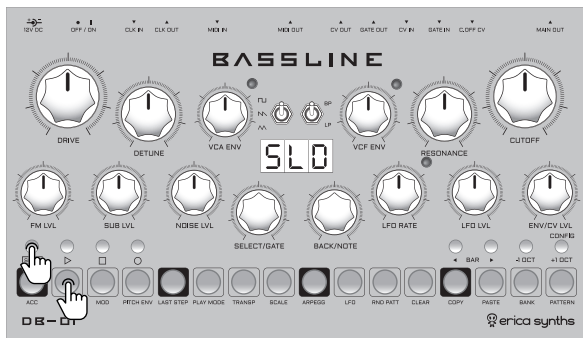 12V DC OFF / ON CLK IN CLK OUT MIDI IN MIDI OUT CV OUT GATE OUT CV IN GATE IN C.OFF CV MAIN OUT
BASSLINE
BP
LP
DRIVE DETUNE VCA ENV VCF ENV RESONANCE CUTOFF
SLD
FM LVL SUB LVL NOISE LVL SELECT/GATE BACK/NOTE LFO RATE LFO LVL ENV/CV LVL
CONFIG
BAR -1 OCT +1 OCT
ACC MOD PITCH ENV LAST STEP PLAY MODE TRANSP SCALE ARPEGG LFO RND PATT CLEAR COPY PASTE BANK PATTERN
DB-01
erica synths